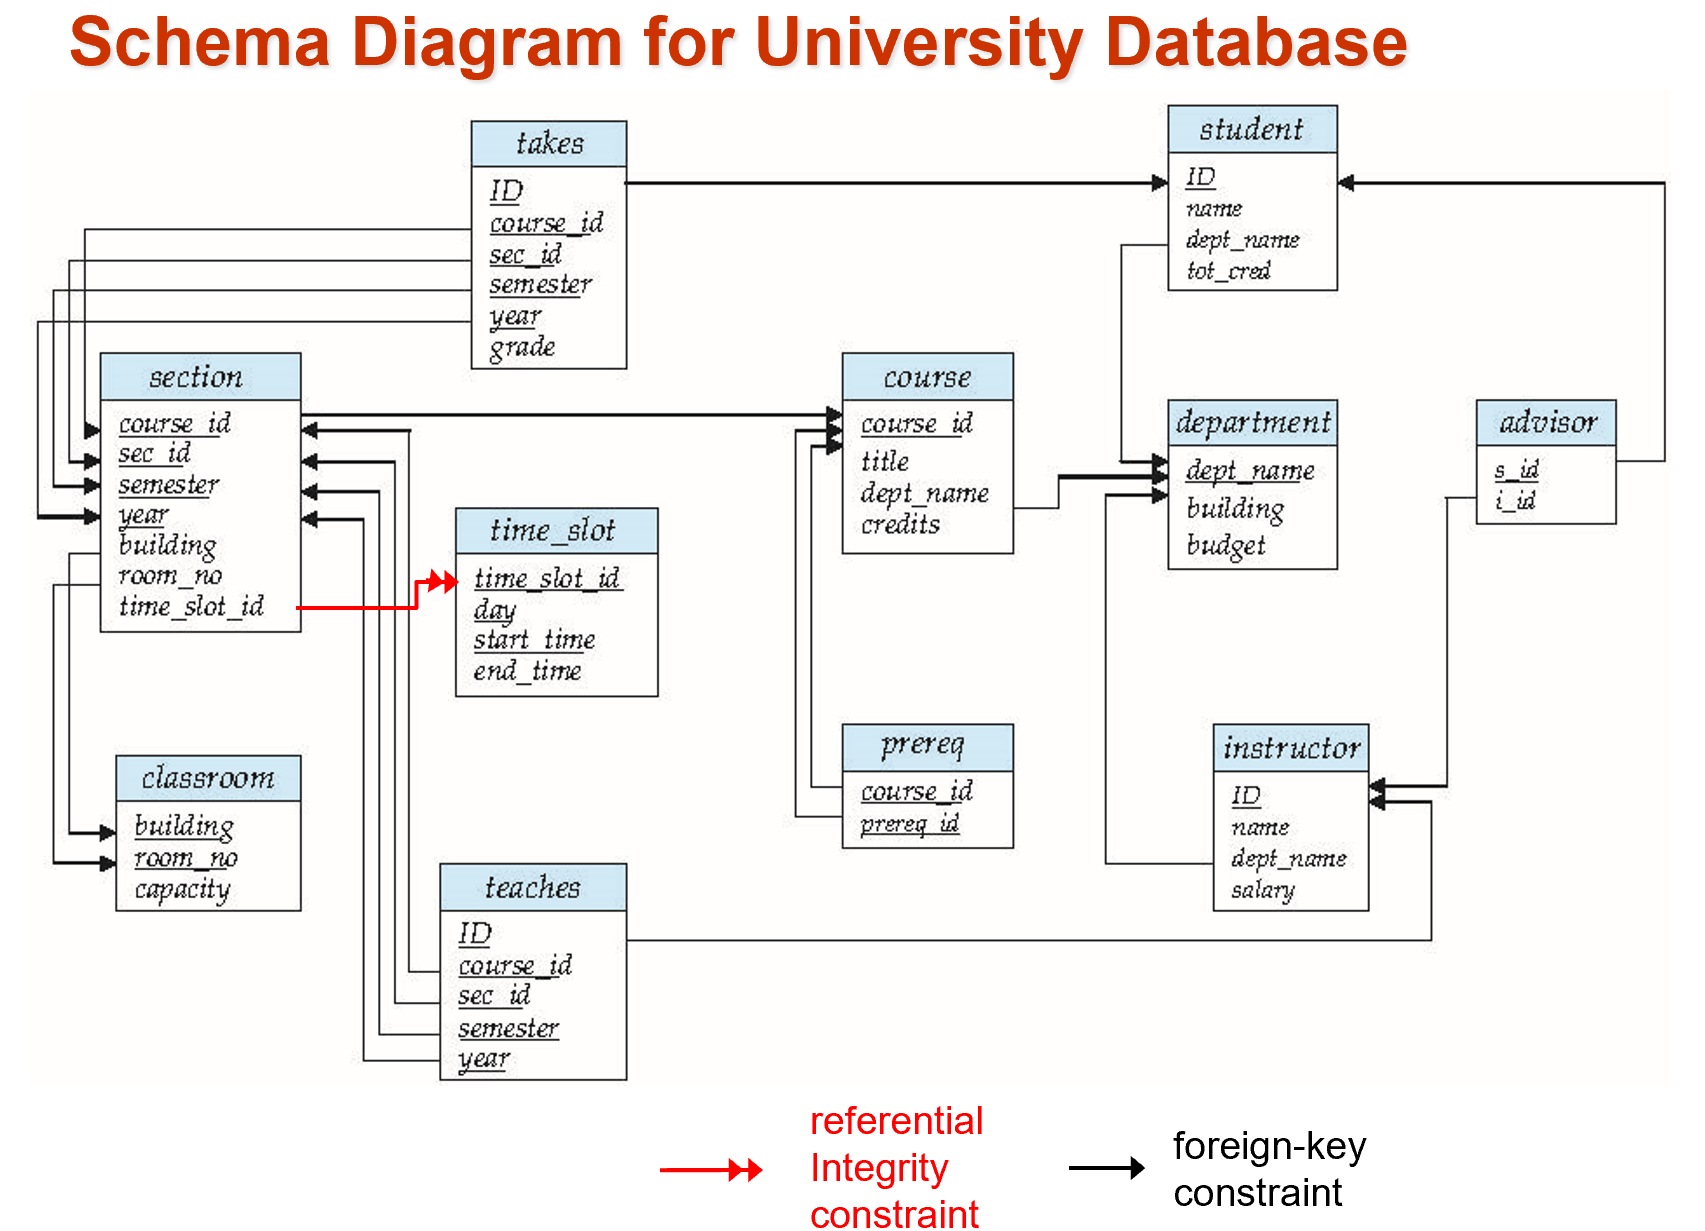 Schema Diagram for University Database
takes
ID
course_id
sec_id
semester
year
grade
student
ID
name
dept_name
tot_cred
section
course_id
sec_id
semester
year
building
room_no
time_slot_id
time_slot
time_slot_id
day
start_time
end_time
course
course_id
title
dept_name
credits
department
dept_name
building
budget
advisor
s_id
i_id
classroom
building
room_no
capacity
prereq
course_id
prereq_id
instructor
ID
name
dept_name
salary
teaches
ID
course_id
sec_id
semester
year
referential
Integrity
constraint
foreign-key
constraint